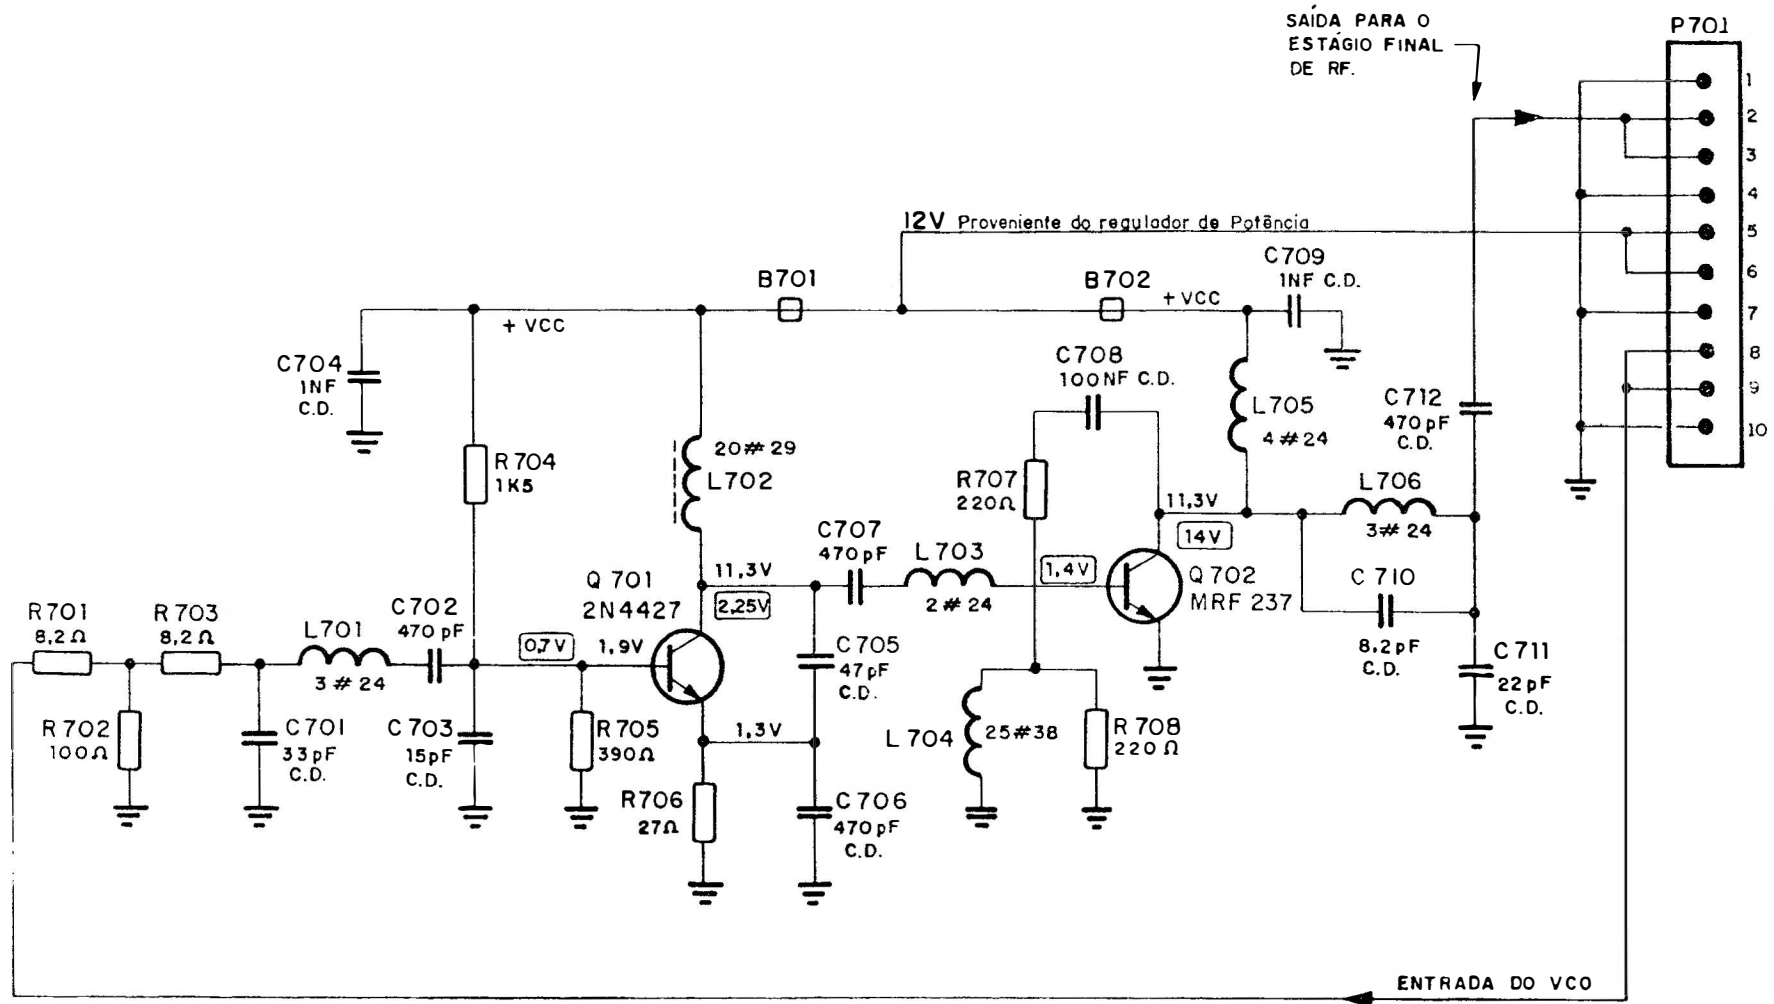 SAÍDA PARA O
ESTÁGIO FINAL
DE RF.
P701
1
2
3
4
5
6
7
8
9
10
12V Proveniente do regulador de Potência
B701
B702
+ VCC
+ VCC
C709
1NF C.D.
C704
1NF
C.D.
C708
100NF C.D.
L705
4#24
C712
470pF
C.D.
R704
1K5
20#29
L702
R707
220Ω
11,3V
14V
L706
3#24
C707
470pF
L703
2#24
1,4V
Q702
MRF 237
C710
8,2pF
C.D.
C711
22pF
C.D.
Q701
2N4427
11,3V
2,25V
R701
8,2Ω
R703
8,2Ω
L701
3#24
C702
470pF
0,7V
1,9V
C705
47pF
C.D.
R702
100Ω
C701
33pF
C.D.
C703
15pF
C.D.
R705
390Ω
1,3V
L704
25#38
R708
220Ω
R706
27Ω
C706
470pF
C.D.
ENTRADA DO VCO